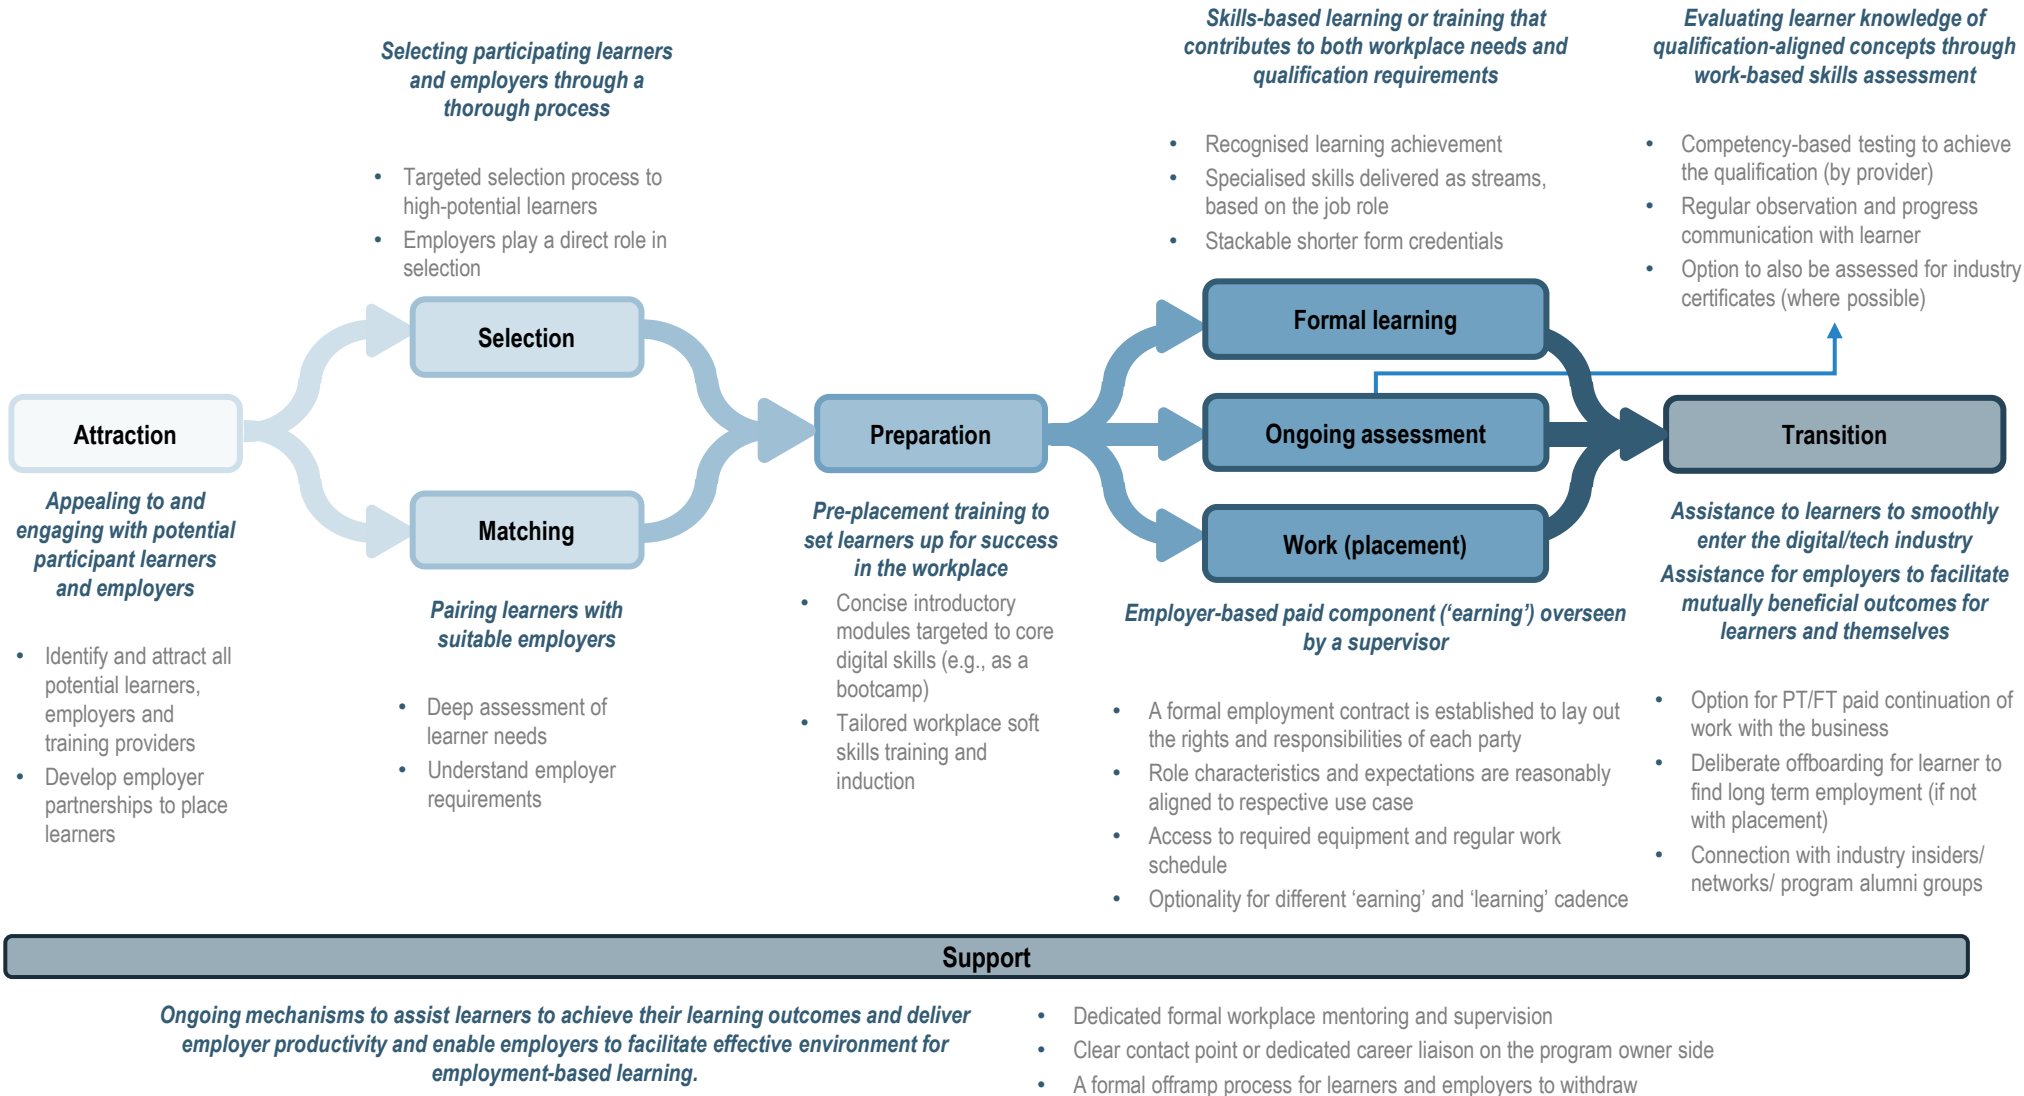 Selecting participating learners
and employers through a
thorough process
• Targeted selection process to
high-potential learners
• Employers play a direct role in
selection
Skills-based learning or training that
contributes to both workplace needs and
qualification requirements
• Recognised learning achievement
• Specialised skills delivered as streams,
based on the job role
• Stackable shorter form credentials
Evaluating learner knowledge of
qualification-aligned concepts through
work-based skills assessment
• Competency-based testing to achieve
the qualification (by provider)
• Regular observation and progress
communication with learner
• Option to also be assessed for industry
certificates (where possible)
Selection
Formal learning
Attraction
Preparation
Ongoing assessment
Transition
Matching
Work (placement)
Appealing to and
engaging with potential
participant learners
and employers
• Identify and attract all
potential learners,
employers and
training providers
• Develop employer
partnerships to place
learners
Pairing learners with
suitable employers
• Deep assessment of
learner needs
• Understand employer
requirements
Pre-placement training to
set learners up for success
in the workplace
• Concise introductory
modules targeted to core
digital skills (e.g., as a
bootcamp)
• Tailored workplace soft
skills training and
induction
Employer-based paid component (‘earning’) overseen
by a supervisor
• A formal employment contract is established to lay out
the rights and responsibilities of each party
• Role characteristics and expectations are reasonably
aligned to respective use case
• Access to required equipment and regular work
schedule
• Optionality for different ‘earning’ and ‘learning’ cadence
Assistance to learners to smoothly
enter the digital/tech industry
Assistance for employers to facilitate
mutually beneficial outcomes for
learners and themselves
• Option for PT/FT paid continuation of
work with the business
• Deliberate offboarding for learner to
find long term employment (if not
with placement)
• Connection with industry insiders/
networks/ program alumni groups
Support
Ongoing mechanisms to assist learners to achieve their learning outcomes and deliver
employer productivity and enable employers to facilitate effective environment for
employment-based learning.
• Dedicated formal workplace mentoring and supervision
• Clear contact point or dedicated career liaison on the program owner side
• A formal offramp process for learners and employers to withdraw